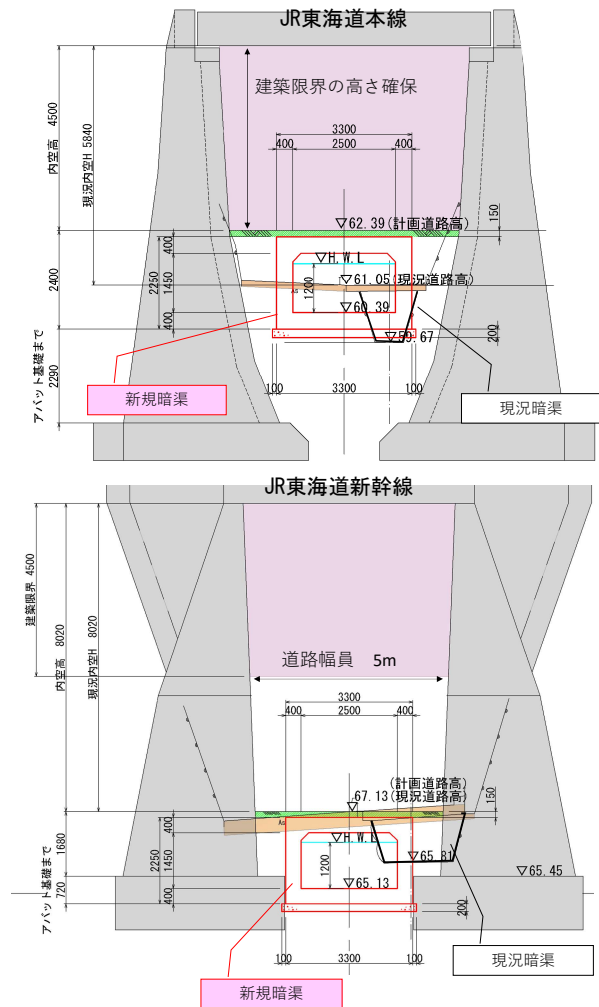 JR東海道本線
建築限界の高さ確保
内空高 4500
現況内空H 5840
3300
400 2500 400
▽62.39(計画道路高)
150
400
▽H.W.L
▽61.05(現況道路高)
2250
1450
1200
▽60.39
2400
400
▽59.67
200
アバット基礎まで
2290
100 3300 100
新規暗渠
現況暗渠
JR東海道新幹線
建築限界 4500
内空高 8020
現況内空H 8020
道路幅員 5m
3300
400 2500 400
(計画道路高)
▽67.13(現況道路高)
150
As
400
▽H.W.L
1680
2250
1450
1200
▽65.81
▽65.45
▽65.13
アバット基礎まで
720
400
200
100 3300 100
現況暗渠
新規暗渠